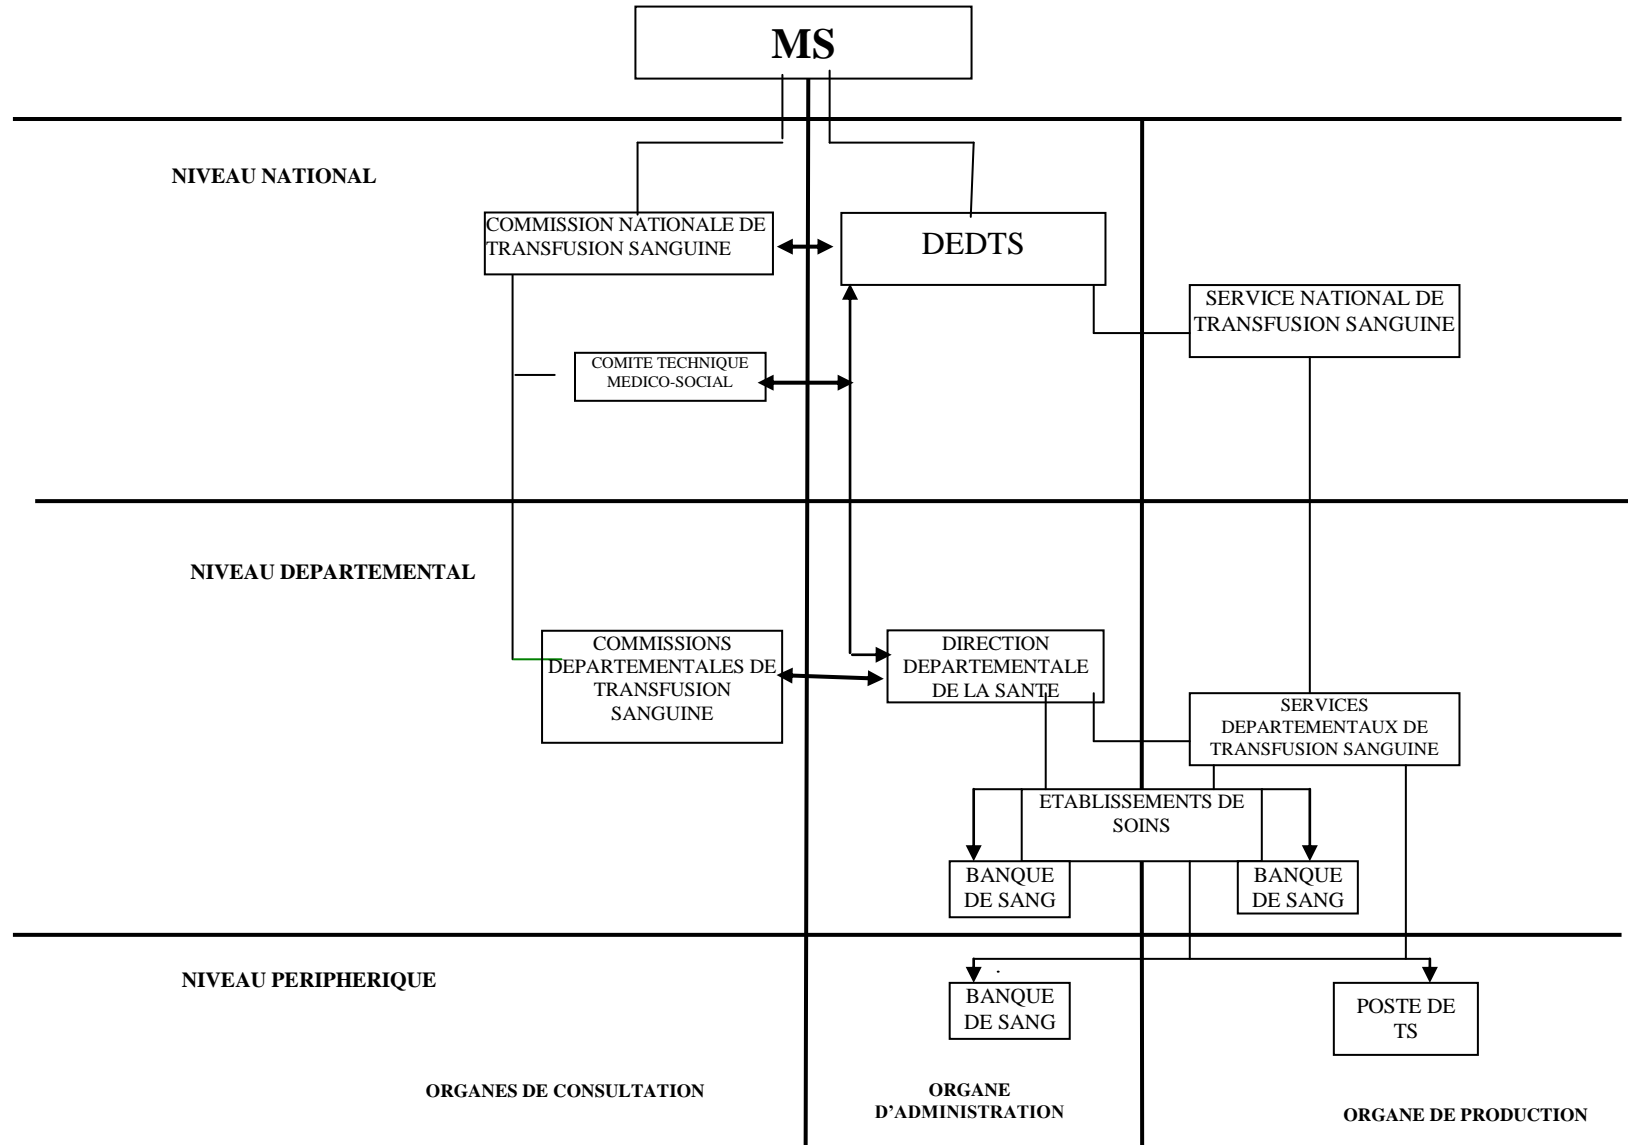 MS
NIVEAU NATIONAL
COMMISSION NATIONALE DE
TRANSFUSION SANGUINE
DEDTS
SERVICE NATIONAL DE
TRANSFUSION SANGUINE
COMITE TECHNIQUE
MEDICO-SOCIAL
NIVEAU DEPARTEMENTAL
COMMISSIONS
DEPARTEMENTALES DE
TRANSFUSION
SANGUINE
DIRECTION
DEPARTEMENTALE
DE LA SANTE
SERVICES
DEPARTEMENTAUX DE
TRANSFUSION SANGUINE
ETABLISSEMENTS DE
SOINS
BANQUE
DE SANG
BANQUE
DE SANG
NIVEAU PERIPHERIQUE
.
BANQUE
DE SANG
POSTE DE
TS
ORGANES DE CONSULTATION
ORGANE
D’ADMINISTRATION
ORGANE DE PRODUCTION